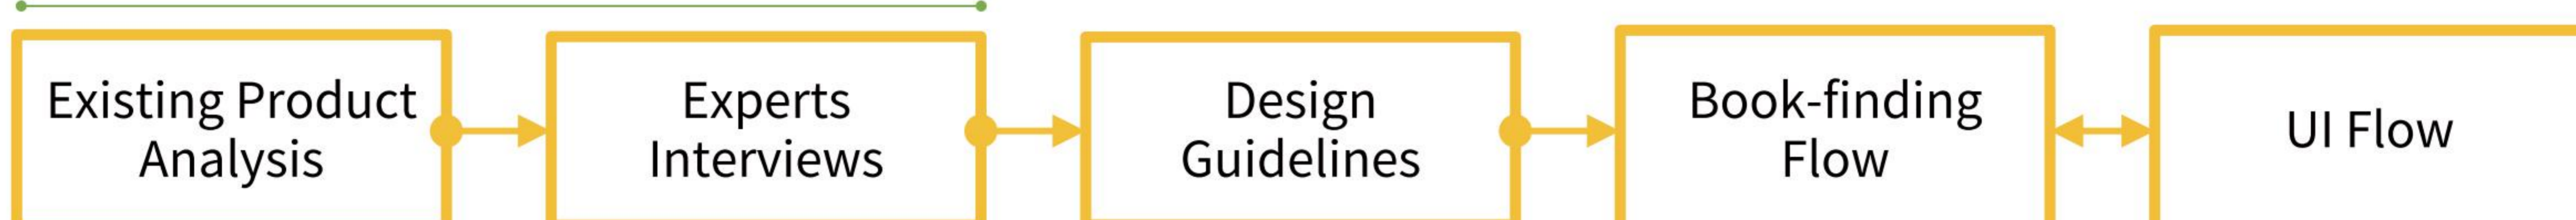 Existing Product
Analysis
Experts
Interviews
Design
Guidelines
Book-finding
Flow
UI Flow